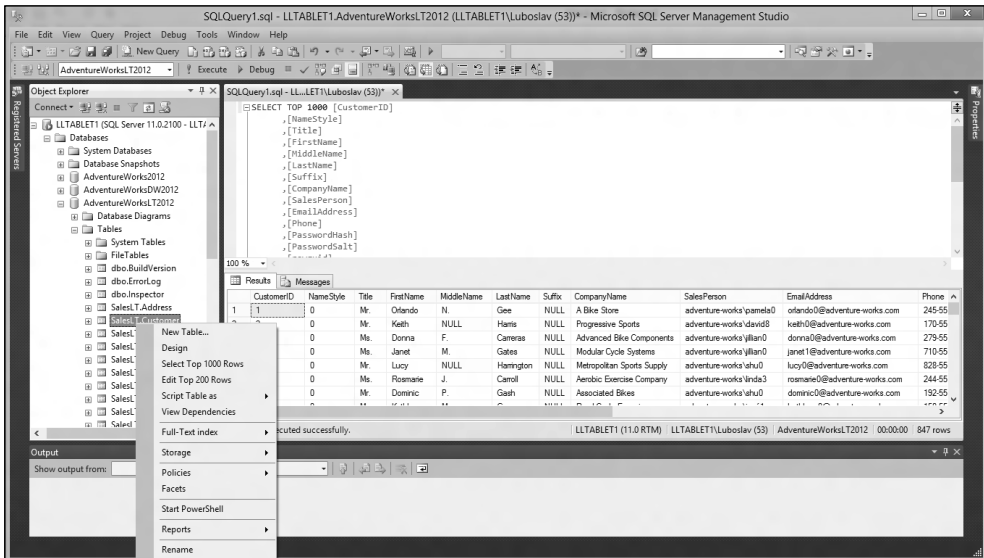 SQLQuery1.sql - LLTABLET1.AdventureWorksLT2012 (LLTABLET1\Luboslav (53))* - Microsoft SQL Server Management Studio
File Edit View Query Project Debug Tools Window Help
New Query
AdventureWorksLT2012 Execute Debug
Registered Servers
Object Explorer
Connect
LLTABLET1 (SQL Server 11.0.2100 - LLTA
Databases
System Databases
Database Snapshots
AdventureWorks2012
AdventureWorksDW2012
AdventureWorksLT2012
Database Diagrams
Tables
System Tables
FileTables
dbo.BuildVersion
dbo.ErrorLog
dbo.Inspector
SalesLT.Address
SalesLT.Customer
SalesL
SalesL
SalesL
SalesL
SalesL
SalesL
SalesL
SalesL
New Table...
Design
Select Top 1000 Rows
Edit Top 200 Rows
Script Table as
View Dependencies
Full-Text index
Storage
Policies
Facets
Start PowerShell
Reports
Rename
SQLQuery1.sql - LL...LET1\Luboslav (53))*
SELECT TOP 1000 [CustomerID]
,[NameStyle]
,[Title]
,[FirstName]
,[MiddleName]
,[LastName]
,[Suffix]
,[CompanyName]
,[SalesPerson]
,[EmailAddress]
,[Phone]
,[PasswordHash]
,[PasswordSalt]
100 %
Results Messages
CustomerID NameStyle Title FirstName MiddleName LastName Suffix CompanyName SalesPerson EmailAddress Phone
1 1 0 Mr. Orlando N. Gee NULL A Bike Store adventure-works\pamela0 orlando0@adventure-works.com 245-55
0 Mr. Keith NULL Harris NULL Progressive Sports adventure-works\david8 keith0@adventure-works.com 170-55
0 Ms. Donna F. Carreras NULL Advanced Bike Components adventure-works\jillian0 donna0@adventure-works.com 279-55
0 Ms. Janet M. Gates NULL Modular Cycle Systems adventure-works\jillian0 janet1@adventure-works.com 710-55
0 Mr. Lucy NULL Harrington NULL Metropolitan Sports Supply adventure-works\shu0 lucy0@adventure-works.com 828-55
0 Ms. Rosmarie J. Carroll NULL Aerobic Exercise Company adventure-works\linda3 rosmarie0@adventure-works.com 244-55
0 Mr. Dominic P. Gash NULL Associated Bikes adventure-works\shu0 dominic0@adventure-works.com 192-55
cuted successfully. LLTABLET1 (11.0 RTM) LLTABLET1\Luboslav (53) AdventureWorksLT2012 00:00:00 847 rows
Properties
Output
Show output from: